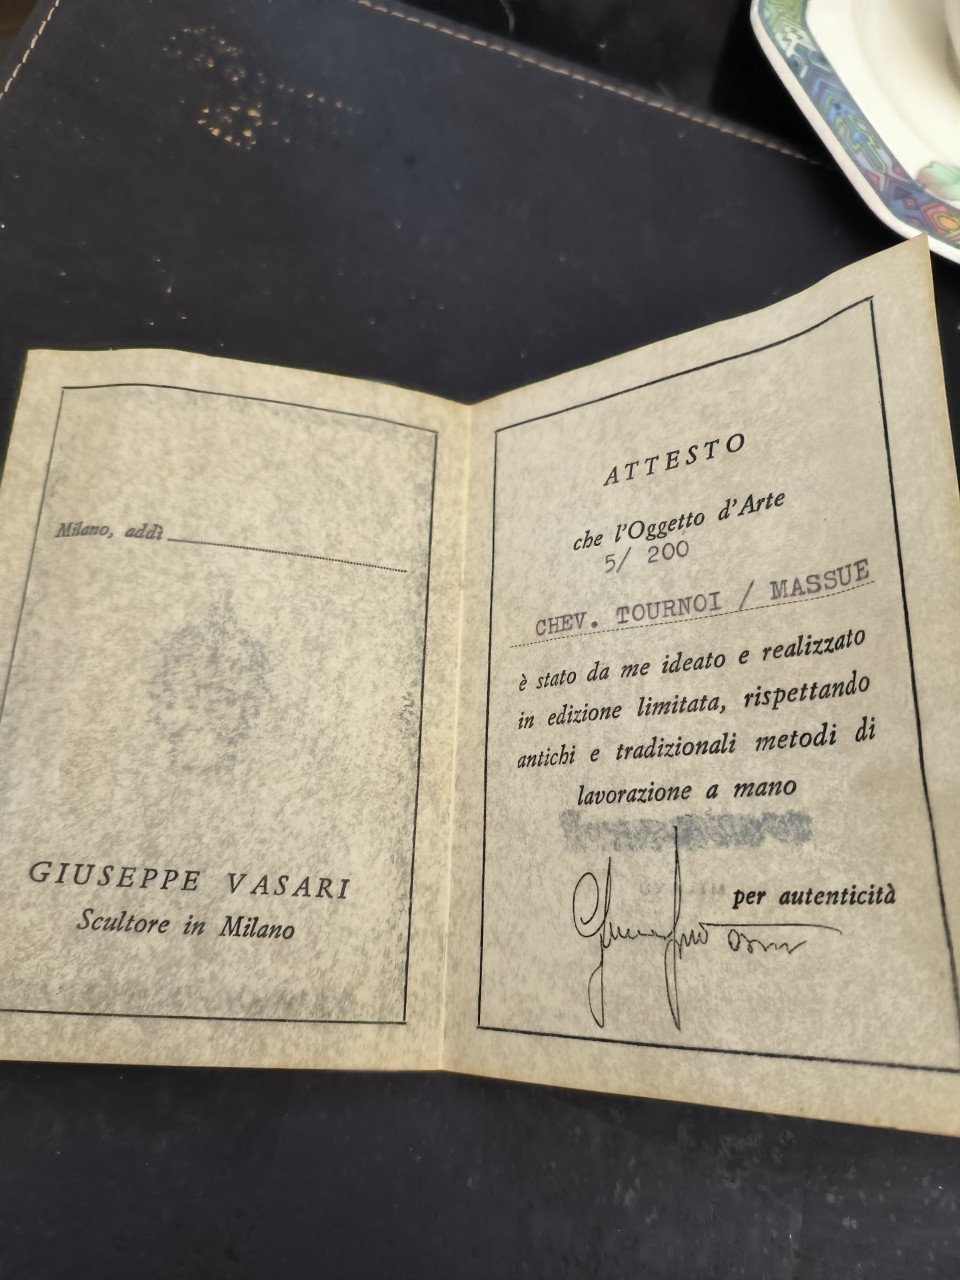 Milano, addì
GIUSEPPE VASARI
Scultore in Milano
ATTESTO
che l'Oggetto d'Arte
5/ 200
CHEV. TOURNOI / MASSUE
è stato da me ideato e realizzato
in edizione limitata, rispettando
antichi e tradizionali metodi di
lavorazione a mano
per autenticità